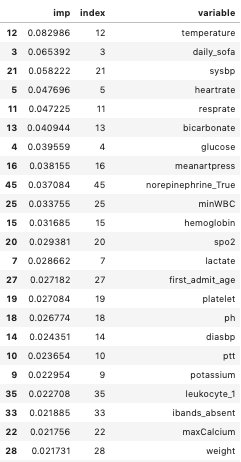 imp index variable
12 0.082986 12 temperature
3 0.065392 3 daily_sofa
21 0.058222 21 sysbp
5 0.047696 5 heartrate
11 0.047225 11 resprate
13 0.040944 13 bicarbonate
4 0.039559 4 glucose
16 0.038155 16 meanartpress
45 0.037084 45 norepinephrine_True
25 0.033755 25 minWBC
15 0.031685 15 hemoglobin
20 0.029381 20 spo2
7 0.028662 7 lactate
27 0.027182 27 first_admit_age
19 0.027084 19 platelet
18 0.026774 18 ph
14 0.024351 14 diasbp
10 0.023654 10 ptt
9 0.022954 9 potassium
35 0.022708 35 leukocyte_1
33 0.021885 33 ibands_absent
22 0.021756 22 maxCalcium
28 0.021731 28 weight